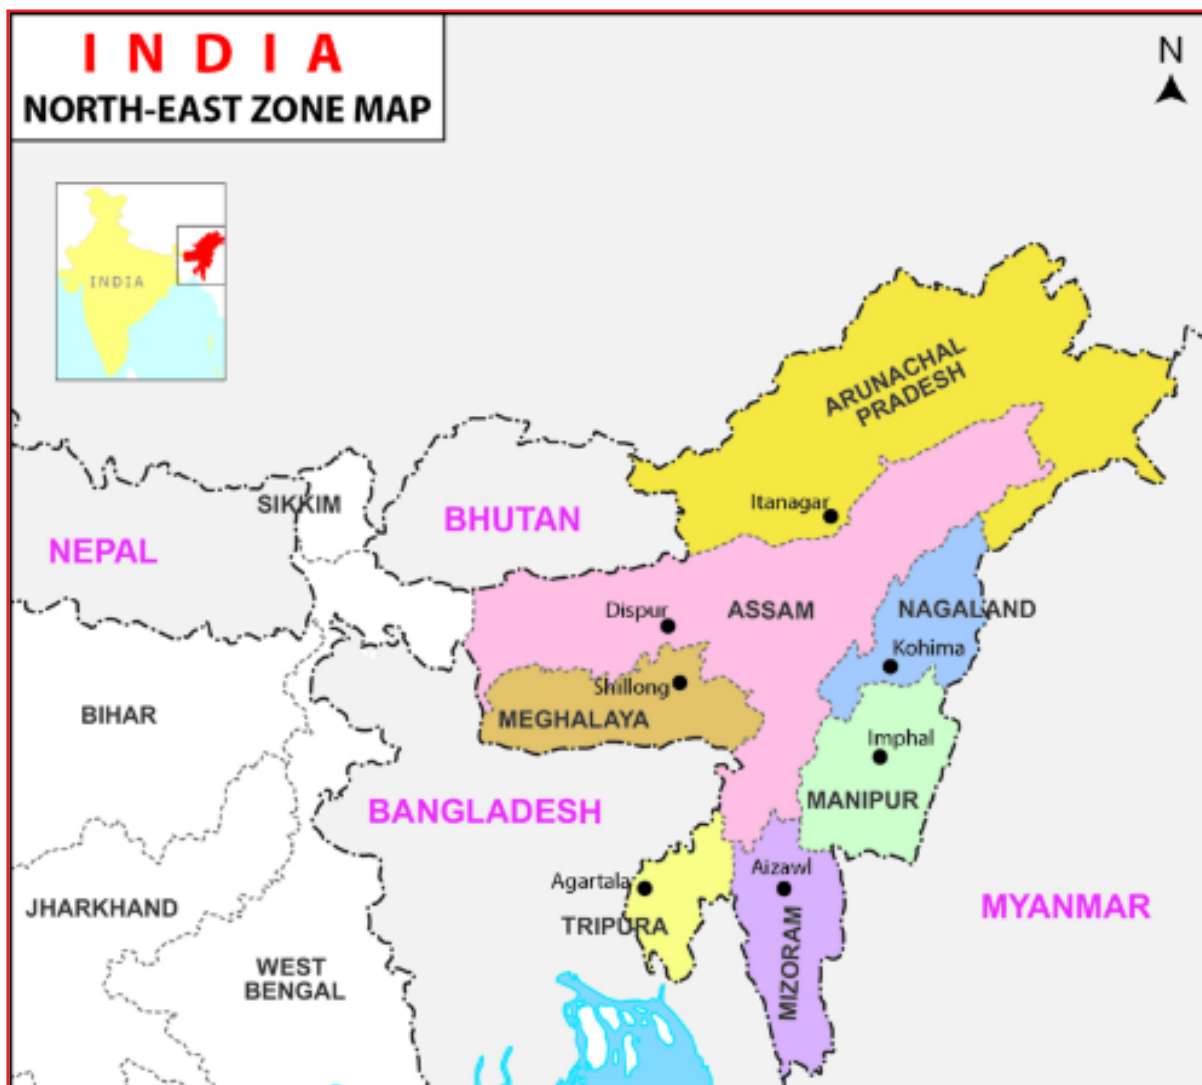 I N D I A
NORTH-EAST ZONE MAP
N
INDIA
ARUNACHAL
PRADESH
SIKKIM
Itanagar
BHUTAN
NEPAL
Dispur
ASSAM
NAGALAND
Kohima
Shillong
BIHAR
MEGHALAYA
Imphal
MANIPUR
BANGLADESH
Aizawl
Agartala
JHARKHAND
MYANMAR
TRIPURA
MIZORAM
WEST
BENGAL